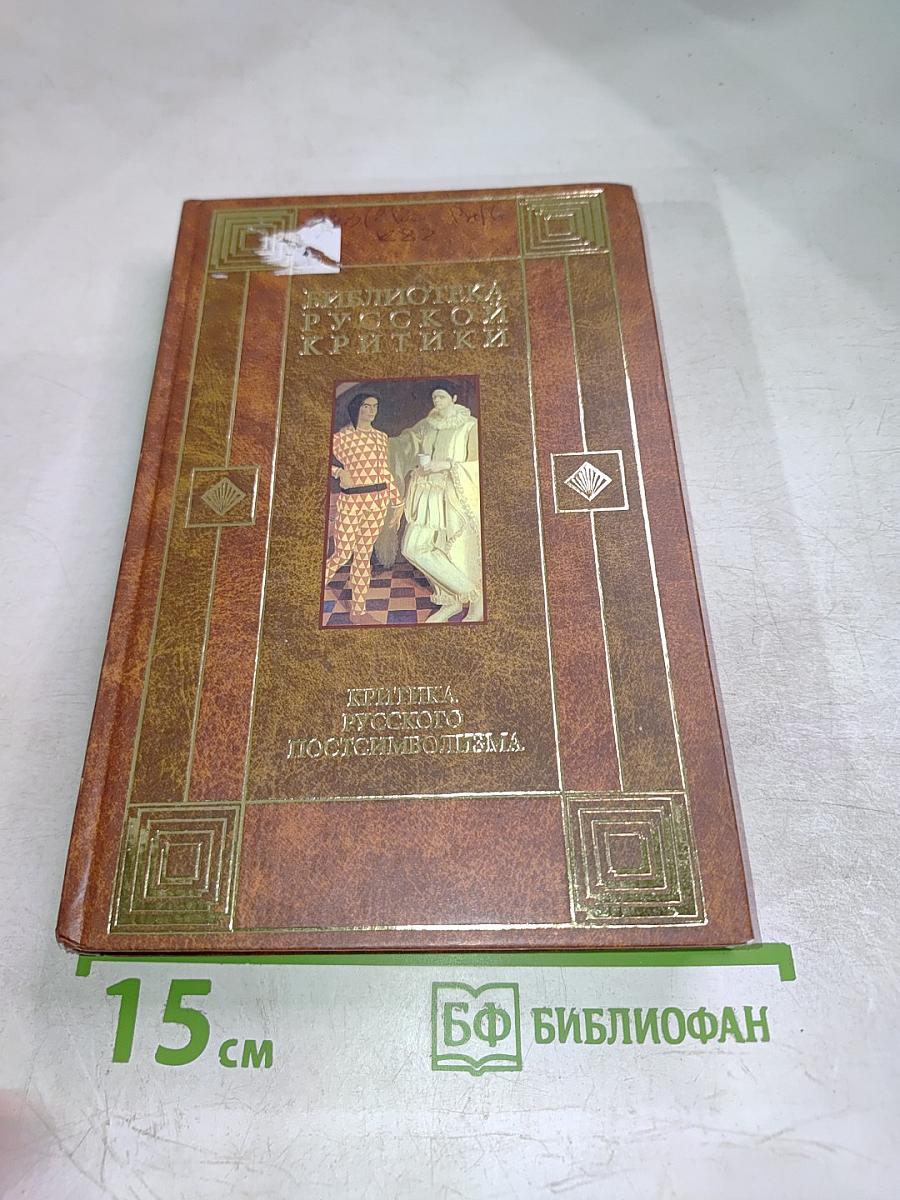 БИБЛИОТЕКА
РУССКОЙ
КРИТИКИ
КРИТИКА
РУССКОГО
ПОСТСИМВОЛИЗМА
15 см
БФ БИБЛИОФАН